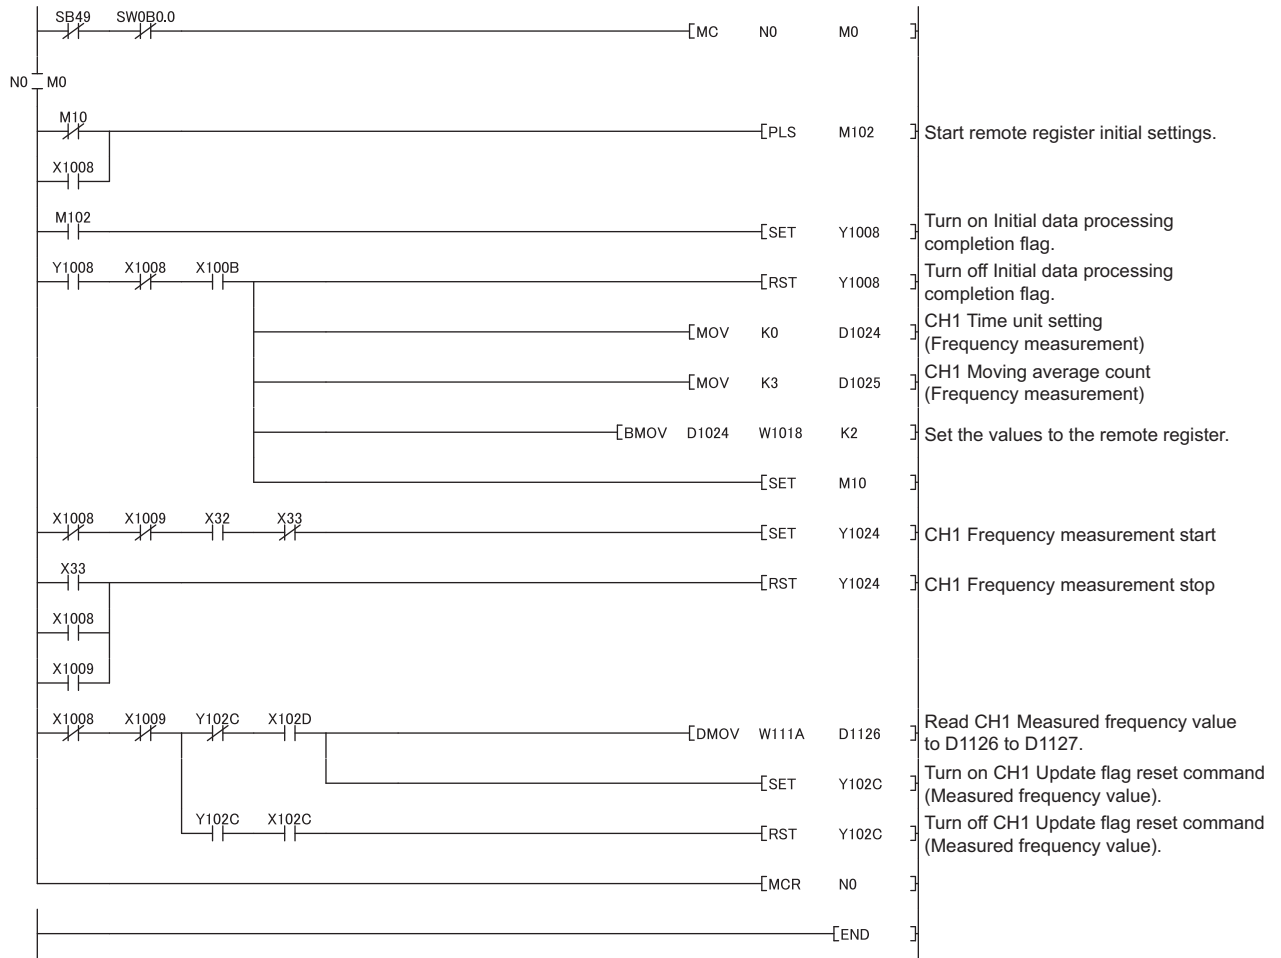 SB49 SW0B0.0
MC N0 M0
N0 M0
M10
PLS M102 Start remote register initial settings.
X1008
M102
SET Y1008 Turn on Initial data processing
completion flag.
Y1008 X1008 X100B
RST Y1008 Turn off Initial data processing
completion flag.
MOV K0 D1024 CH1 Time unit setting
(Frequency measurement)
MOV K3 D1025 CH1 Moving average count
(Frequency measurement)
BMOV D1024 W1018 K2 Set the values to the remote register.
SET M10
X1008 X1009 X32 X33
SET Y1024 CH1 Frequency measurement start
X33
RST Y1024 CH1 Frequency measurement stop
X1008
X1009
X1008 X1009 Y102C X102D
DMOV W111A D1126 Read CH1 Measured frequency value
to D1126 to D1127.
SET Y102C Turn on CH1 Update flag reset command
(Measured frequency value).
Y102C X102C
RST Y102C Turn off CH1 Update flag reset command
(Measured frequency value).
MCR N0
END